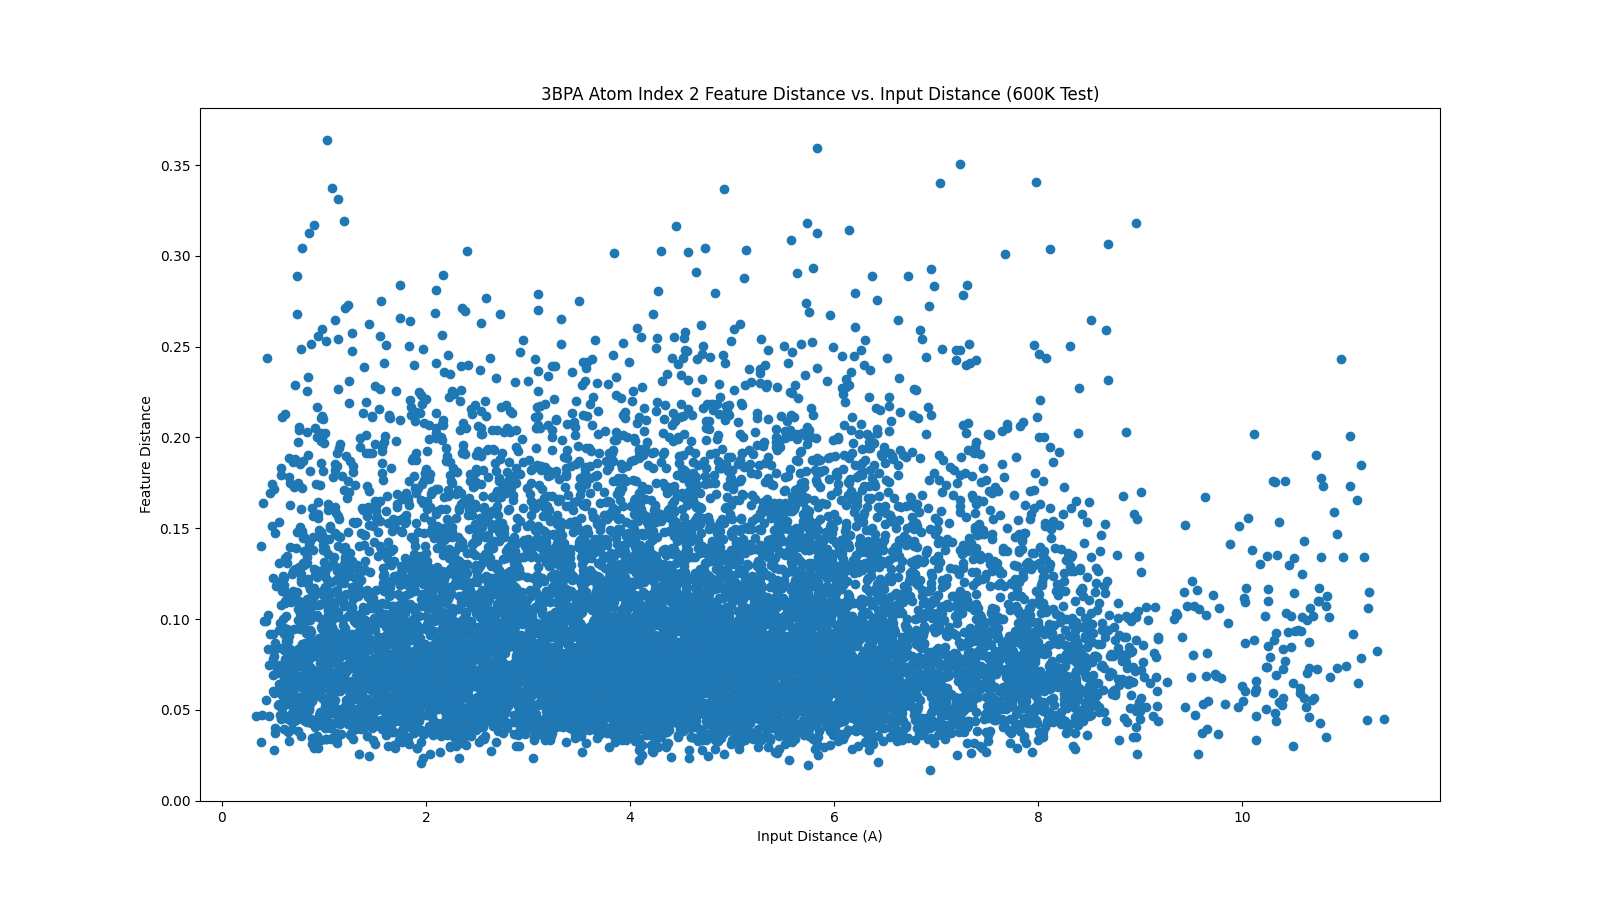 3BPA Atom Index 2 Feature Distance vs. Input Distance (600K Test)
Feature Distance
0.35
0.30
0.25
0.20
0.15
0.10
0.05
0.00
0 2 4 6 8 10
Input Distance (A)